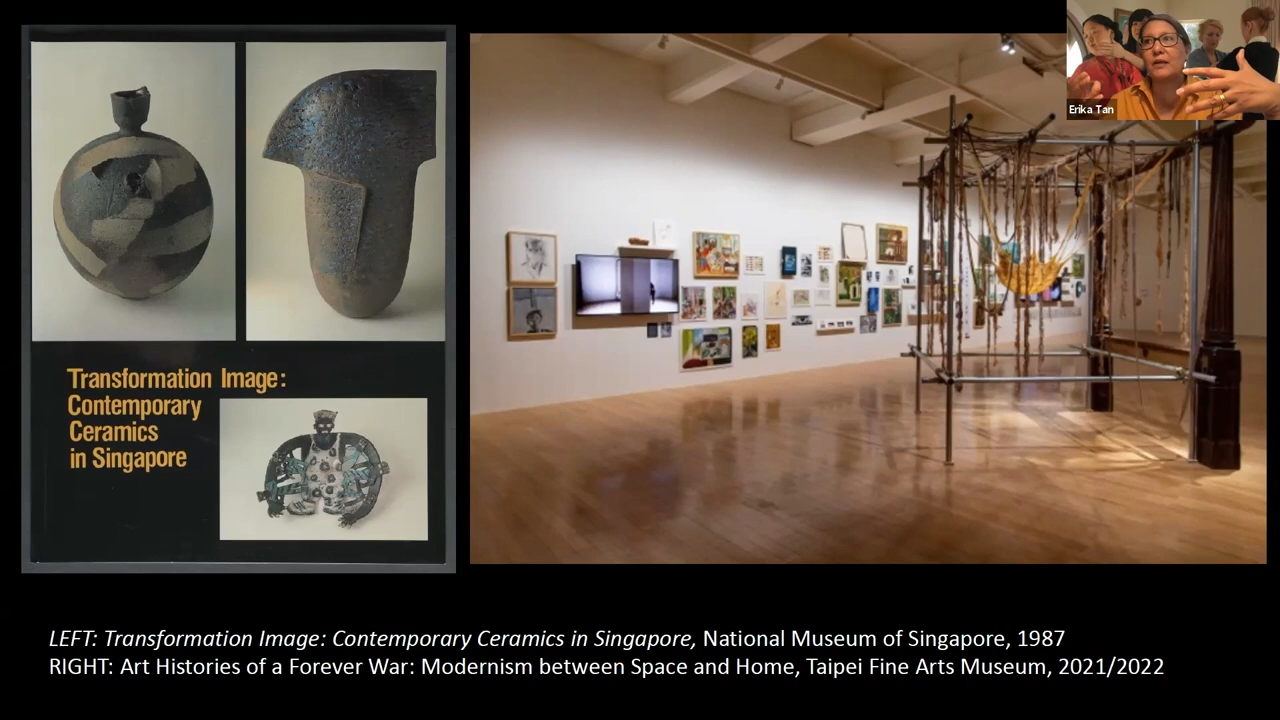 Erika Tan
Transformation Image:
Contemporary
Ceramics
in Singapore
LEFT: Transformation Image: Contemporary Ceramics in Singapore, National Museum of Singapore, 1987
RIGHT: Art Histories of a Forever War: Modernism between Space and Home, Taipei Fine Arts Museum, 2021/2022